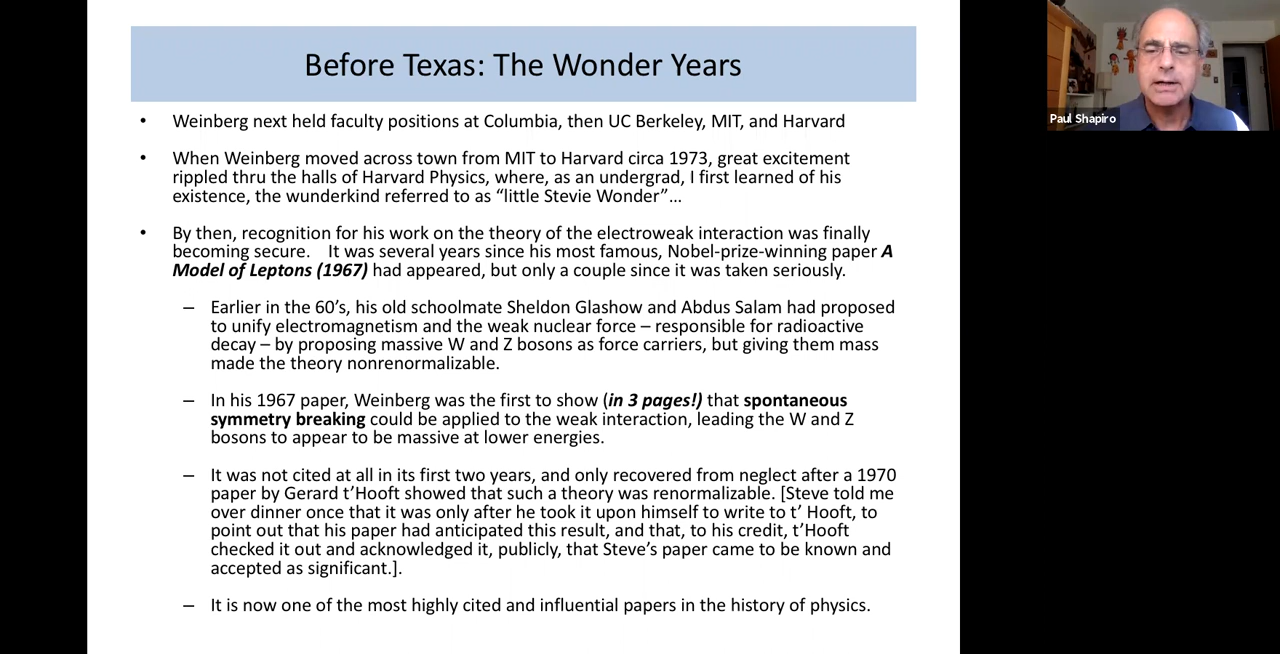 Before Texas: The Wonder Years
• Weinberg next held faculty positions at Columbia, then UC Berkeley, MIT, and Harvard
• When Weinberg moved across town from MIT to Harvard circa 1973, great excitement
rippled thru the halls of Harvard Physics, where, as an undergrad, I first learned of his
existence, the wunderkind referred to as “little Stevie Wonder”…
• By then, recognition for his work on the theory of the electroweak interaction was finally
becoming secure. It was several years since his most famous, Nobel-prize-winning paper A
Model of Leptons (1967) had appeared, but only a couple since it was taken seriously.
– Earlier in the 60’s, his old schoolmate Sheldon Glashow and Abdus Salam had proposed
to unify electromagnetism and the weak nuclear force – responsible for radioactive
decay – by proposing massive W and Z bosons as force carriers, but giving them mass
made the theory nonrenormalizable.
– In his 1967 paper, Weinberg was the first to show (in 3 pages!) that spontaneous
symmetry breaking could be applied to the weak interaction, leading the W and Z
bosons to appear to be massive at lower energies.
– It was not cited at all in its first two years, and only recovered from neglect after a 1970
paper by Gerard t’Hooft showed that such a theory was renormalizable. [Steve told me
over dinner once that it was only after he took it upon himself to write to t’ Hooft, to
point out that his paper had anticipated this result, and that, to his credit, t’Hooft
checked it out and acknowledged it, publicly, that Steve’s paper came to be known and
accepted as significant.].
– It is now one of the most highly cited and influential papers in the history of physics.
Paul Shapiro